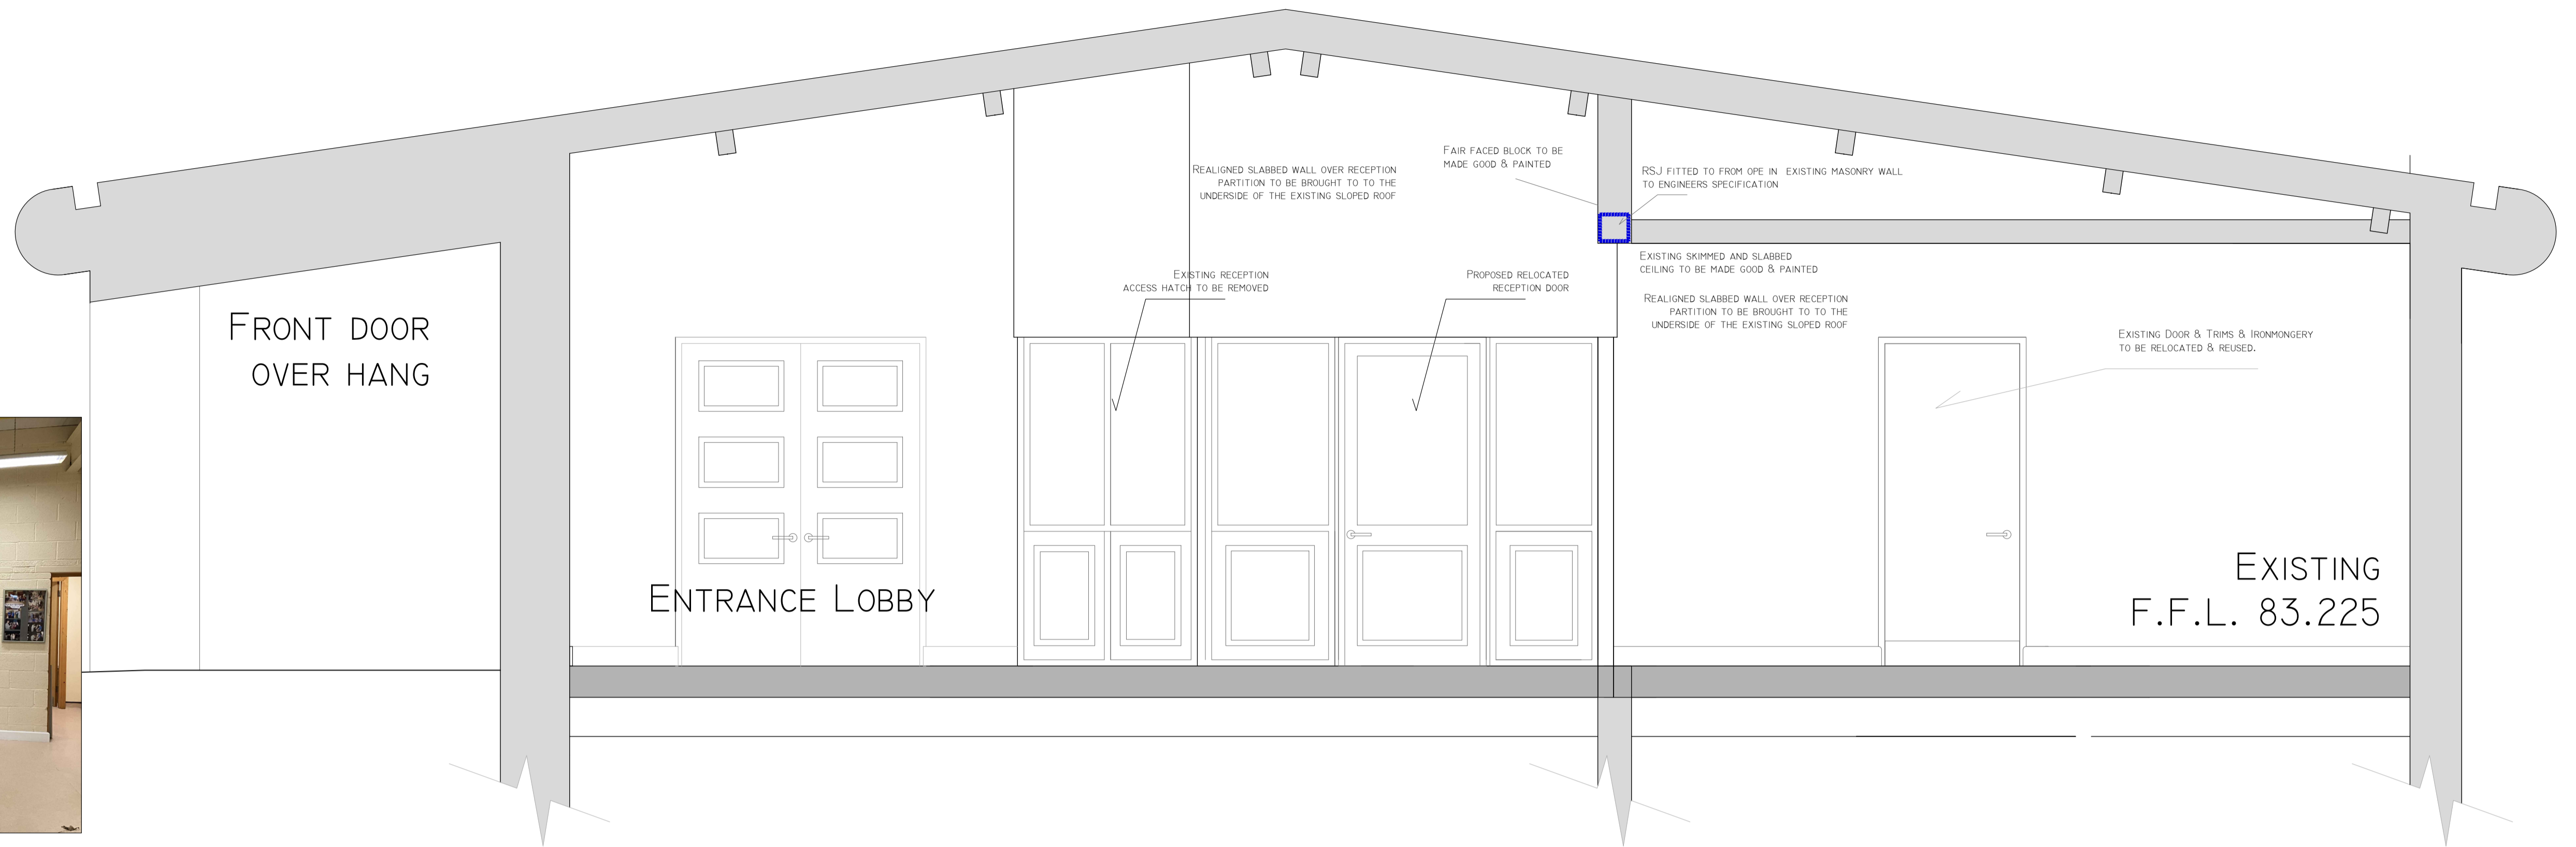 Fair faced block to be
made good & painted
Realigned slabbed wall over reception
partition to be brought to to the
underside of the existing sloped roof
RSJ fitted to from ope in existing masonry wall
to engineers specification
Existing skimmed and slabbed
ceiling to be made good & painted
Existing reception
access hatch to be removed
Proposed relocated
reception door
Realigned slabbed wall over reception
partition to be brought to to the
underside of the existing sloped roof
Front door
over hang
Existing Door & Trims & Ironmongery
to be relocated & reused.
Entrance Lobby
Existing
F.F.L. 83.225